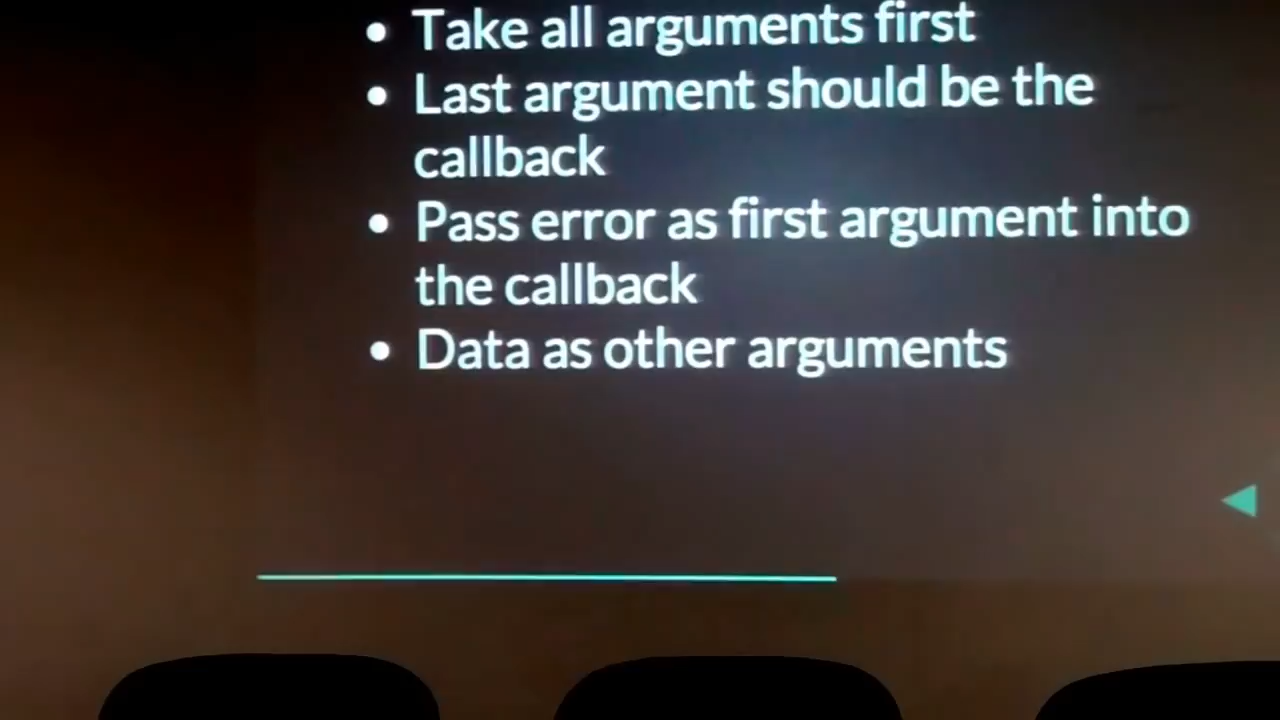 • Take all arguments first
• Last argument should be the
callback
• Pass error as first argument into
the callback
• Data as other arguments